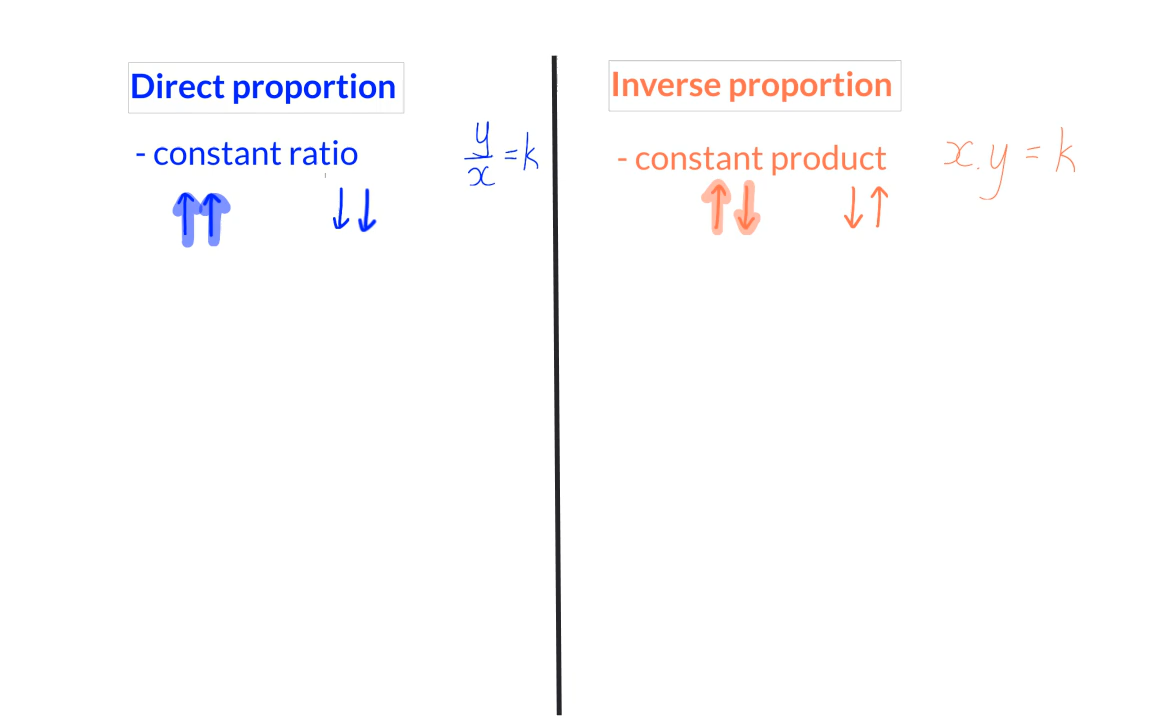 Direct proportion
- constant ratio
y/x = k
↑↑ ↓↓
Inverse proportion
- constant product
x.y = k
↑↓ ↓↑